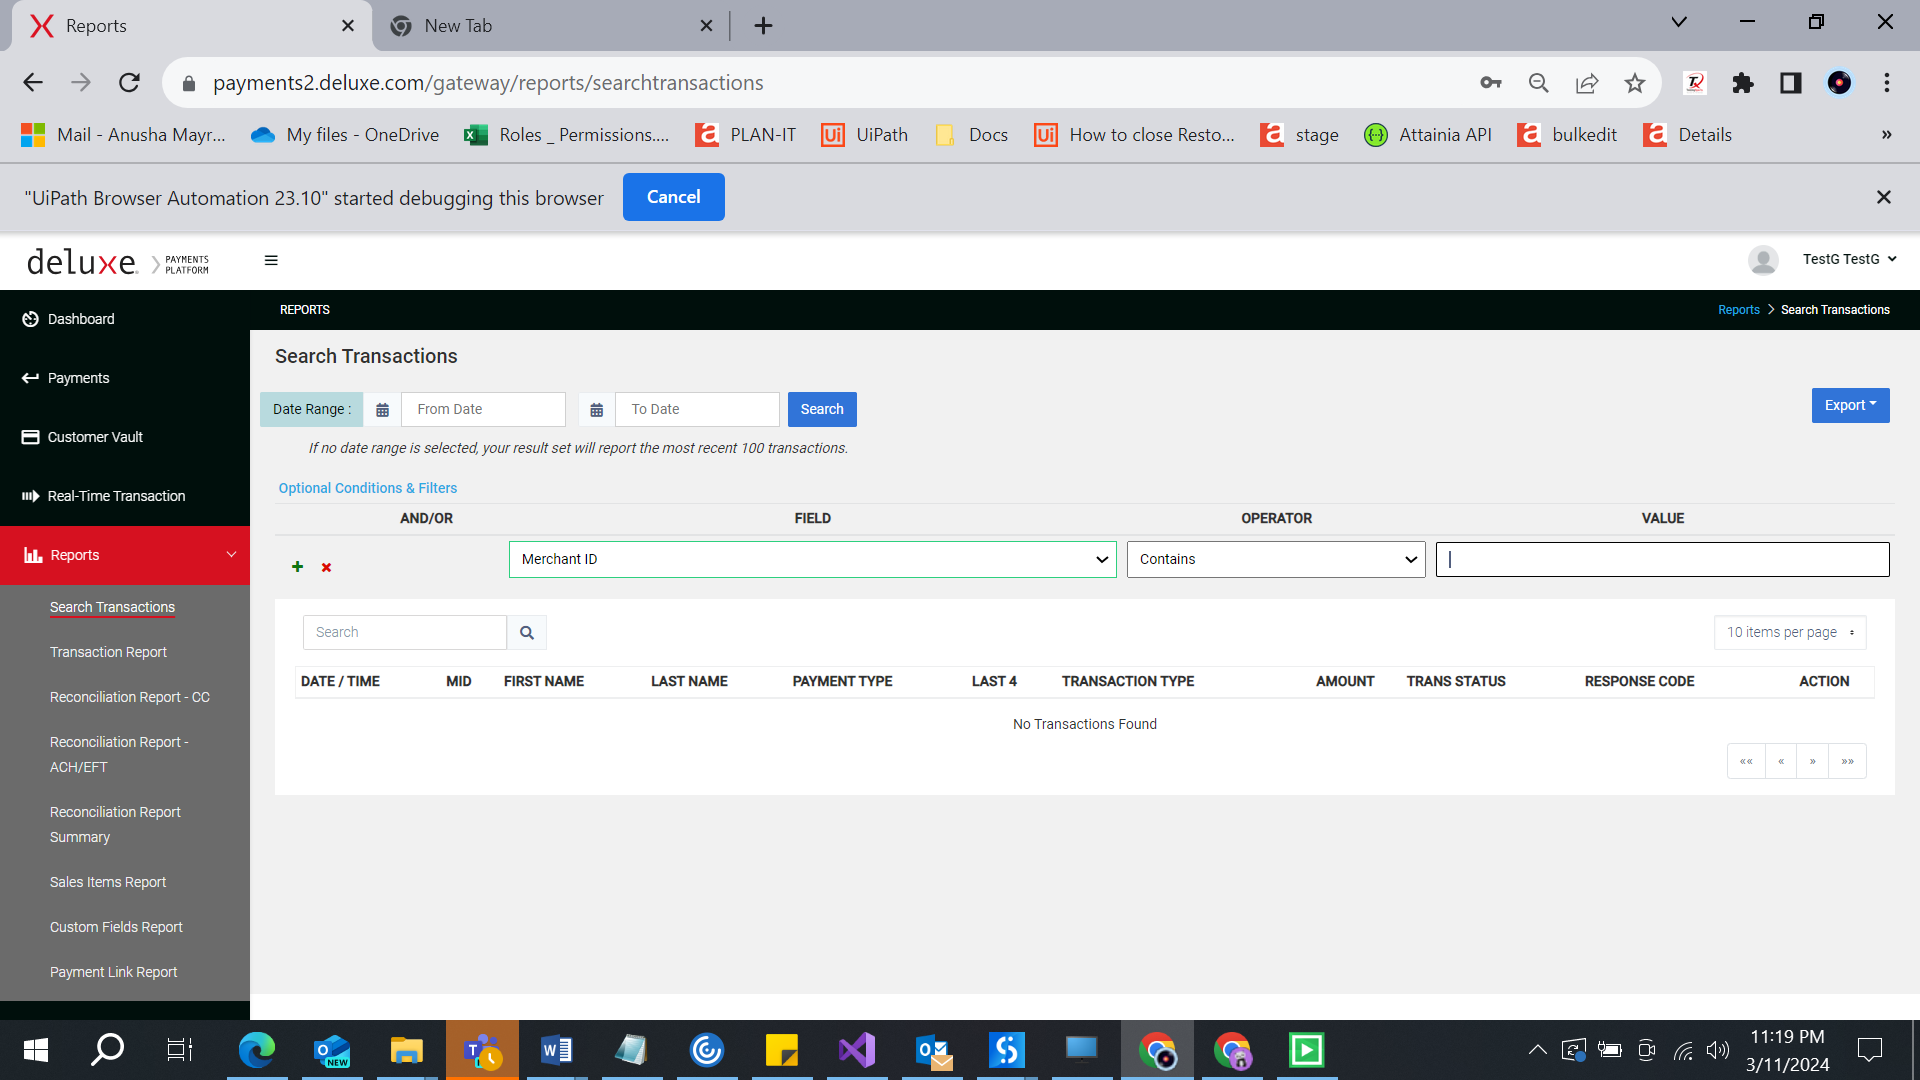 Reports
New Tab
payments2.deluxe.com/gateway/reports/searchtransactions
Mail - Anusha Mayr... My files - OneDrive Roles _ Permissions.... PLAN-IT UiPath Docs How to close Resto... stage Attainia API bulkedit Details »
"UiPath Browser Automation 23.10" started debugging this browser Cancel
deluxe. PAYMENTS PLATFORM
TestG TestG
Dashboard
Payments
Customer Vault
Real-Time Transaction
Reports
Search Transactions
Transaction Report
Reconciliation Report - CC
Reconciliation Report -
ACH/EFT
Reconciliation Report
Summary
Sales Items Report
Custom Fields Report
Payment Link Report
REPORTS
Reports > Search Transactions
Search Transactions
Date Range : From Date To Date Search Export
If no date range is selected, your result set will report the most recent 100 transactions.
Optional Conditions & Filters
AND/OR FIELD OPERATOR VALUE
Merchant ID Contains
Search 10 items per page
DATE / TIME MID FIRST NAME LAST NAME PAYMENT TYPE LAST 4 TRANSACTION TYPE AMOUNT TRANS STATUS RESPONSE CODE ACTION
No Transactions Found
«« « » »»
NEW
11:19 PM
3/11/2024